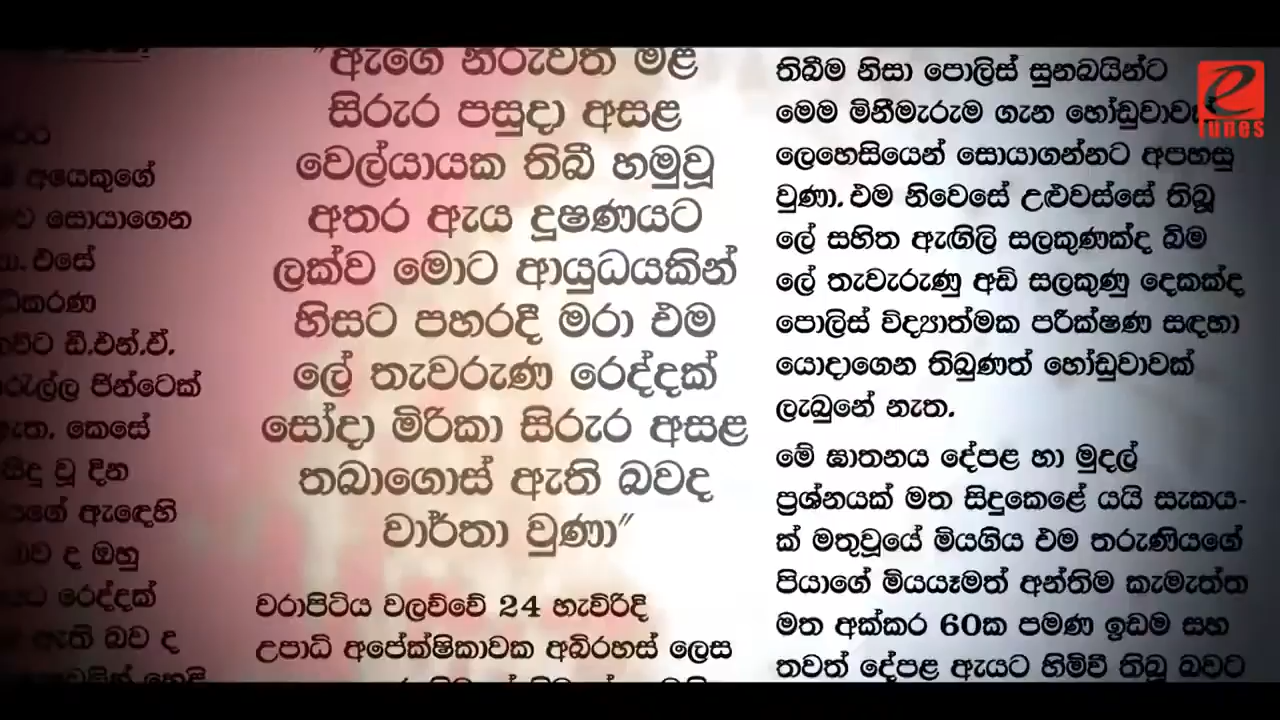 "ඇගේ නිරුවත් මළ
සිරුර පසුදා අසළ
වෙල්යායක තිබී හමුවූ
අතර ඇය දූෂණයට
ලක්ව මොට ආයුධයකින්
හිසට පහරදී මරා එම
ලේ තැවරුණ රෙද්දක්
සෝදා මිරිකා සිරුර අසළ
තබාගොස් ඇති බවද
වාර්තා වුණා"
වරාපිටිය වලව්වේ 24 හැවිරිදි
උපාධි අපේක්ෂිකාවක අබිරහස් ලෙස
අයෙකුගේ
සොයාගෙන
එසේ
ඩී.එන්.ඒ.
ජින්ටෙක්
ඇත. කෙසේ
සිදු වූ දින
ඇඳෙහි
ද ඔහු
රෙද්දක්
ඇති බව ද
තිබීම නිසා පොලිස් සුනඛයින්ට
මෙම මිනීමැරුම ගැන හෝඩුවාවක්
ලෙහෙසියෙන් සොයාගන්නට අපහසු
වුණා. එම නිවෙසේ උළුවස්සේ තිබූ
ලේ සහිත ඇඟිලි සලකුණක්ද බිම
ලේ තැවැරුණු අඩි සලකුණු දෙකක්ද
පොලිස් විද්‍යාත්මක පරීක්ෂණ සඳහා
යොදාගෙන තිබුණත් හෝඩුවාවක්
ලැබුනේ නැත.
මේ ඝාතනය දේපළ හා මුදල්
ප්‍රශ්නයක් මත සිදුකෙළේ යයි සැකය-
ක් මතුවූයේ මියගිය එම තරුණියගේ
පියාගේ මියයෑමත් අන්තිම කැමැත්ත
මත අක්කර 60ක පමණ ඉඩම සහ
තවත් දේපළ ඇයට හිමිවී තිබූ බවට
e
tunes